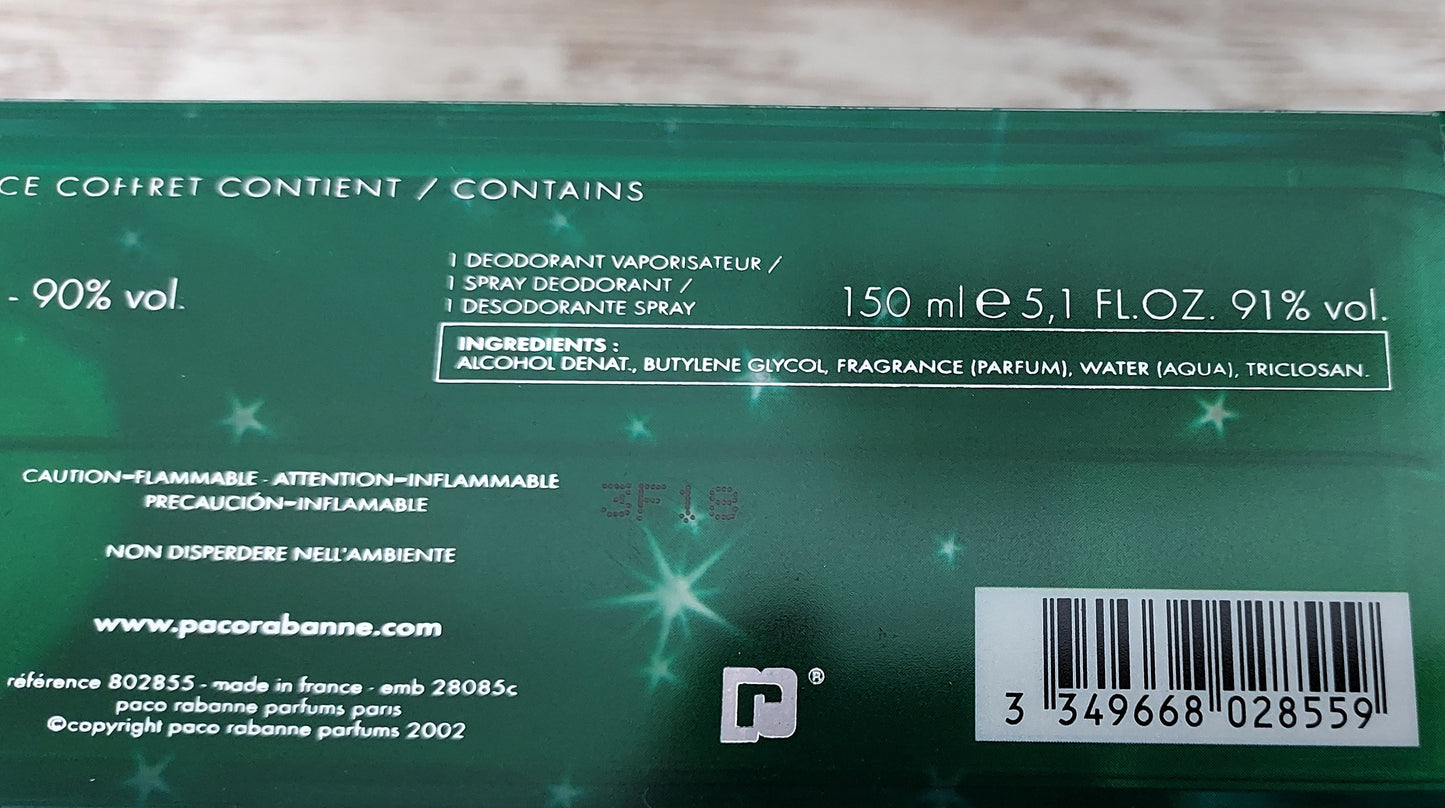 CE COFFRET CONTIENT / CONTAINS
- 90% vol.
1 DEODORANT VAPORISATEUR /
1 SPRAY DEODORANT /
1 DESODORANTE SPRAY
150 ml e 5,1 FL.OZ. 91% vol.
INGREDIENTS :
ALCOHOL DENAT., BUTYLENE GLYCOL, FRAGRANCE (PARFUM), WATER (AQUA), TRICLOSAN.
CAUTION-FLAMMABLE - ATTENTION-INFLAMMABLE
PRECAUCIÓN-INFLAMABLE
3F18
NON DISPERDERE NELL'AMBIENTE
www.pacorabanne.com
référence 802855 - made in france - emb 28085c
paco rabanne parfums paris
©copyright paco rabanne parfums 2002
®
3 349668 028559